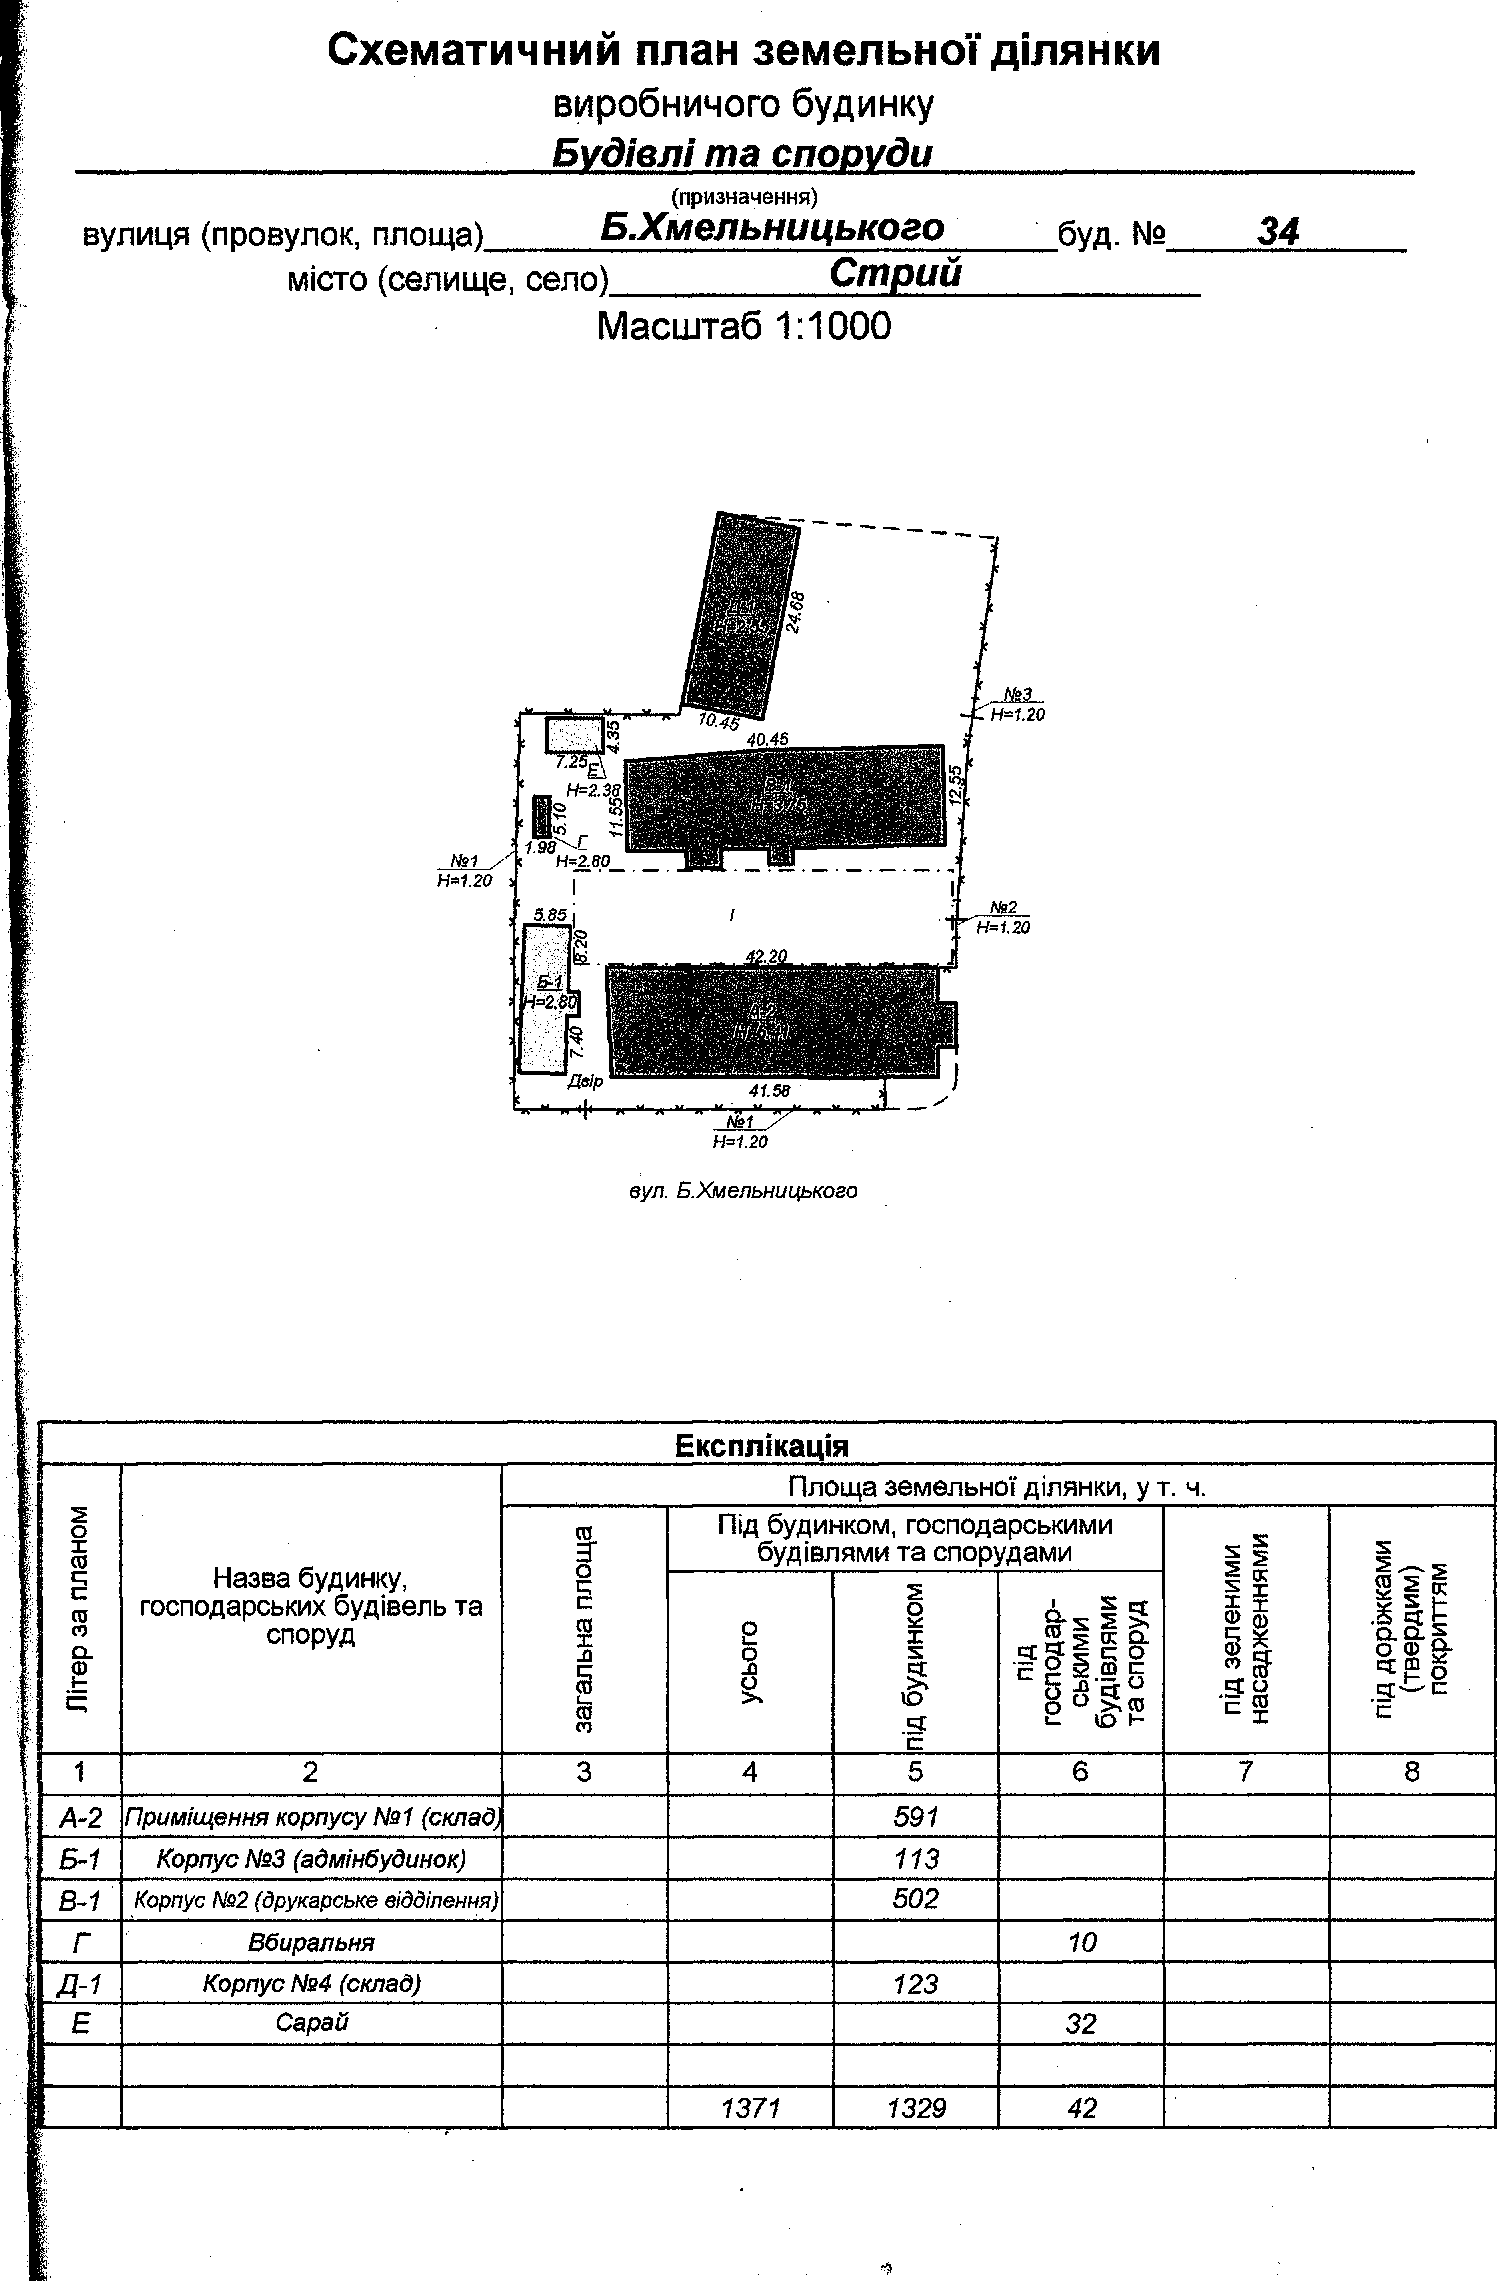 Схематичний план земельної ділянки
виробничого будинку
Будівлі та споруди
(призначення)
вулиця (провулок, площа) Б.Хмельницького буд. № 34
місто (селище, село) Стрий
Масштаб 1:1000
24.68
№3
Н=1.20
10.45
4.35
40.45
7.25
Е
Н=2.38
12.55
11.55
5.10
1.98
Г
Н=2.80
№1
Н=1.20
5.85
І
№2
Н=1.20
8.20
42.20
Б-1
Н=2.80
А-2
7.40
Двір
41.58
№1
Н=1.20
вул. Б.Хмельницького
Експлікація
Літер за планом
Назва будинку,
господарських будівель та
споруд
Площа земельної ділянки, у т. ч.
загальна площа
Під будинком, господарськими
будівлями та спорудами
усього
під будинком
під
господар-
ськими
будівлями
та споруд
під зеленими
насадженнями
під доріжками
(твердим)
покриттям
1 2 3 4 5 6 7 8
А-2 Приміщення корпусу №1 (склад) 591
Б-1 Корпус №3 (адмінбудинок) 113
В-1 Корпус №2 (друкарське відділення) 502
Г Вбиральня 10
Д-1 Корпус №4 (склад) 123
Е Сарай 32
1371 1329 42